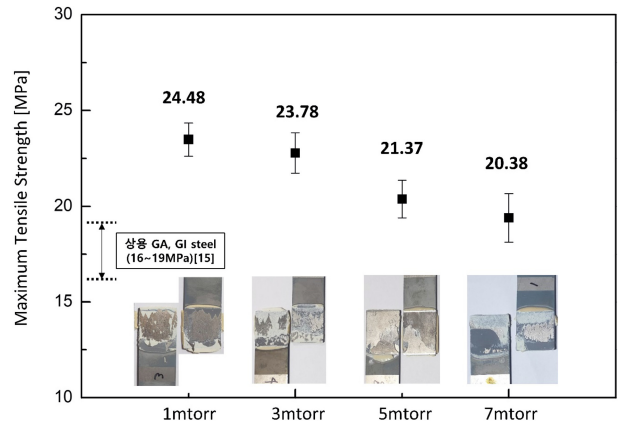 Maximum Tensile Strength [MPa]
30
25
20
15
10
24.48
23.78
21.37
20.38
상용 GA, GI steel
(16~19MPa)[15]
1mtorr
3mtorr
5mtorr
7mtorr